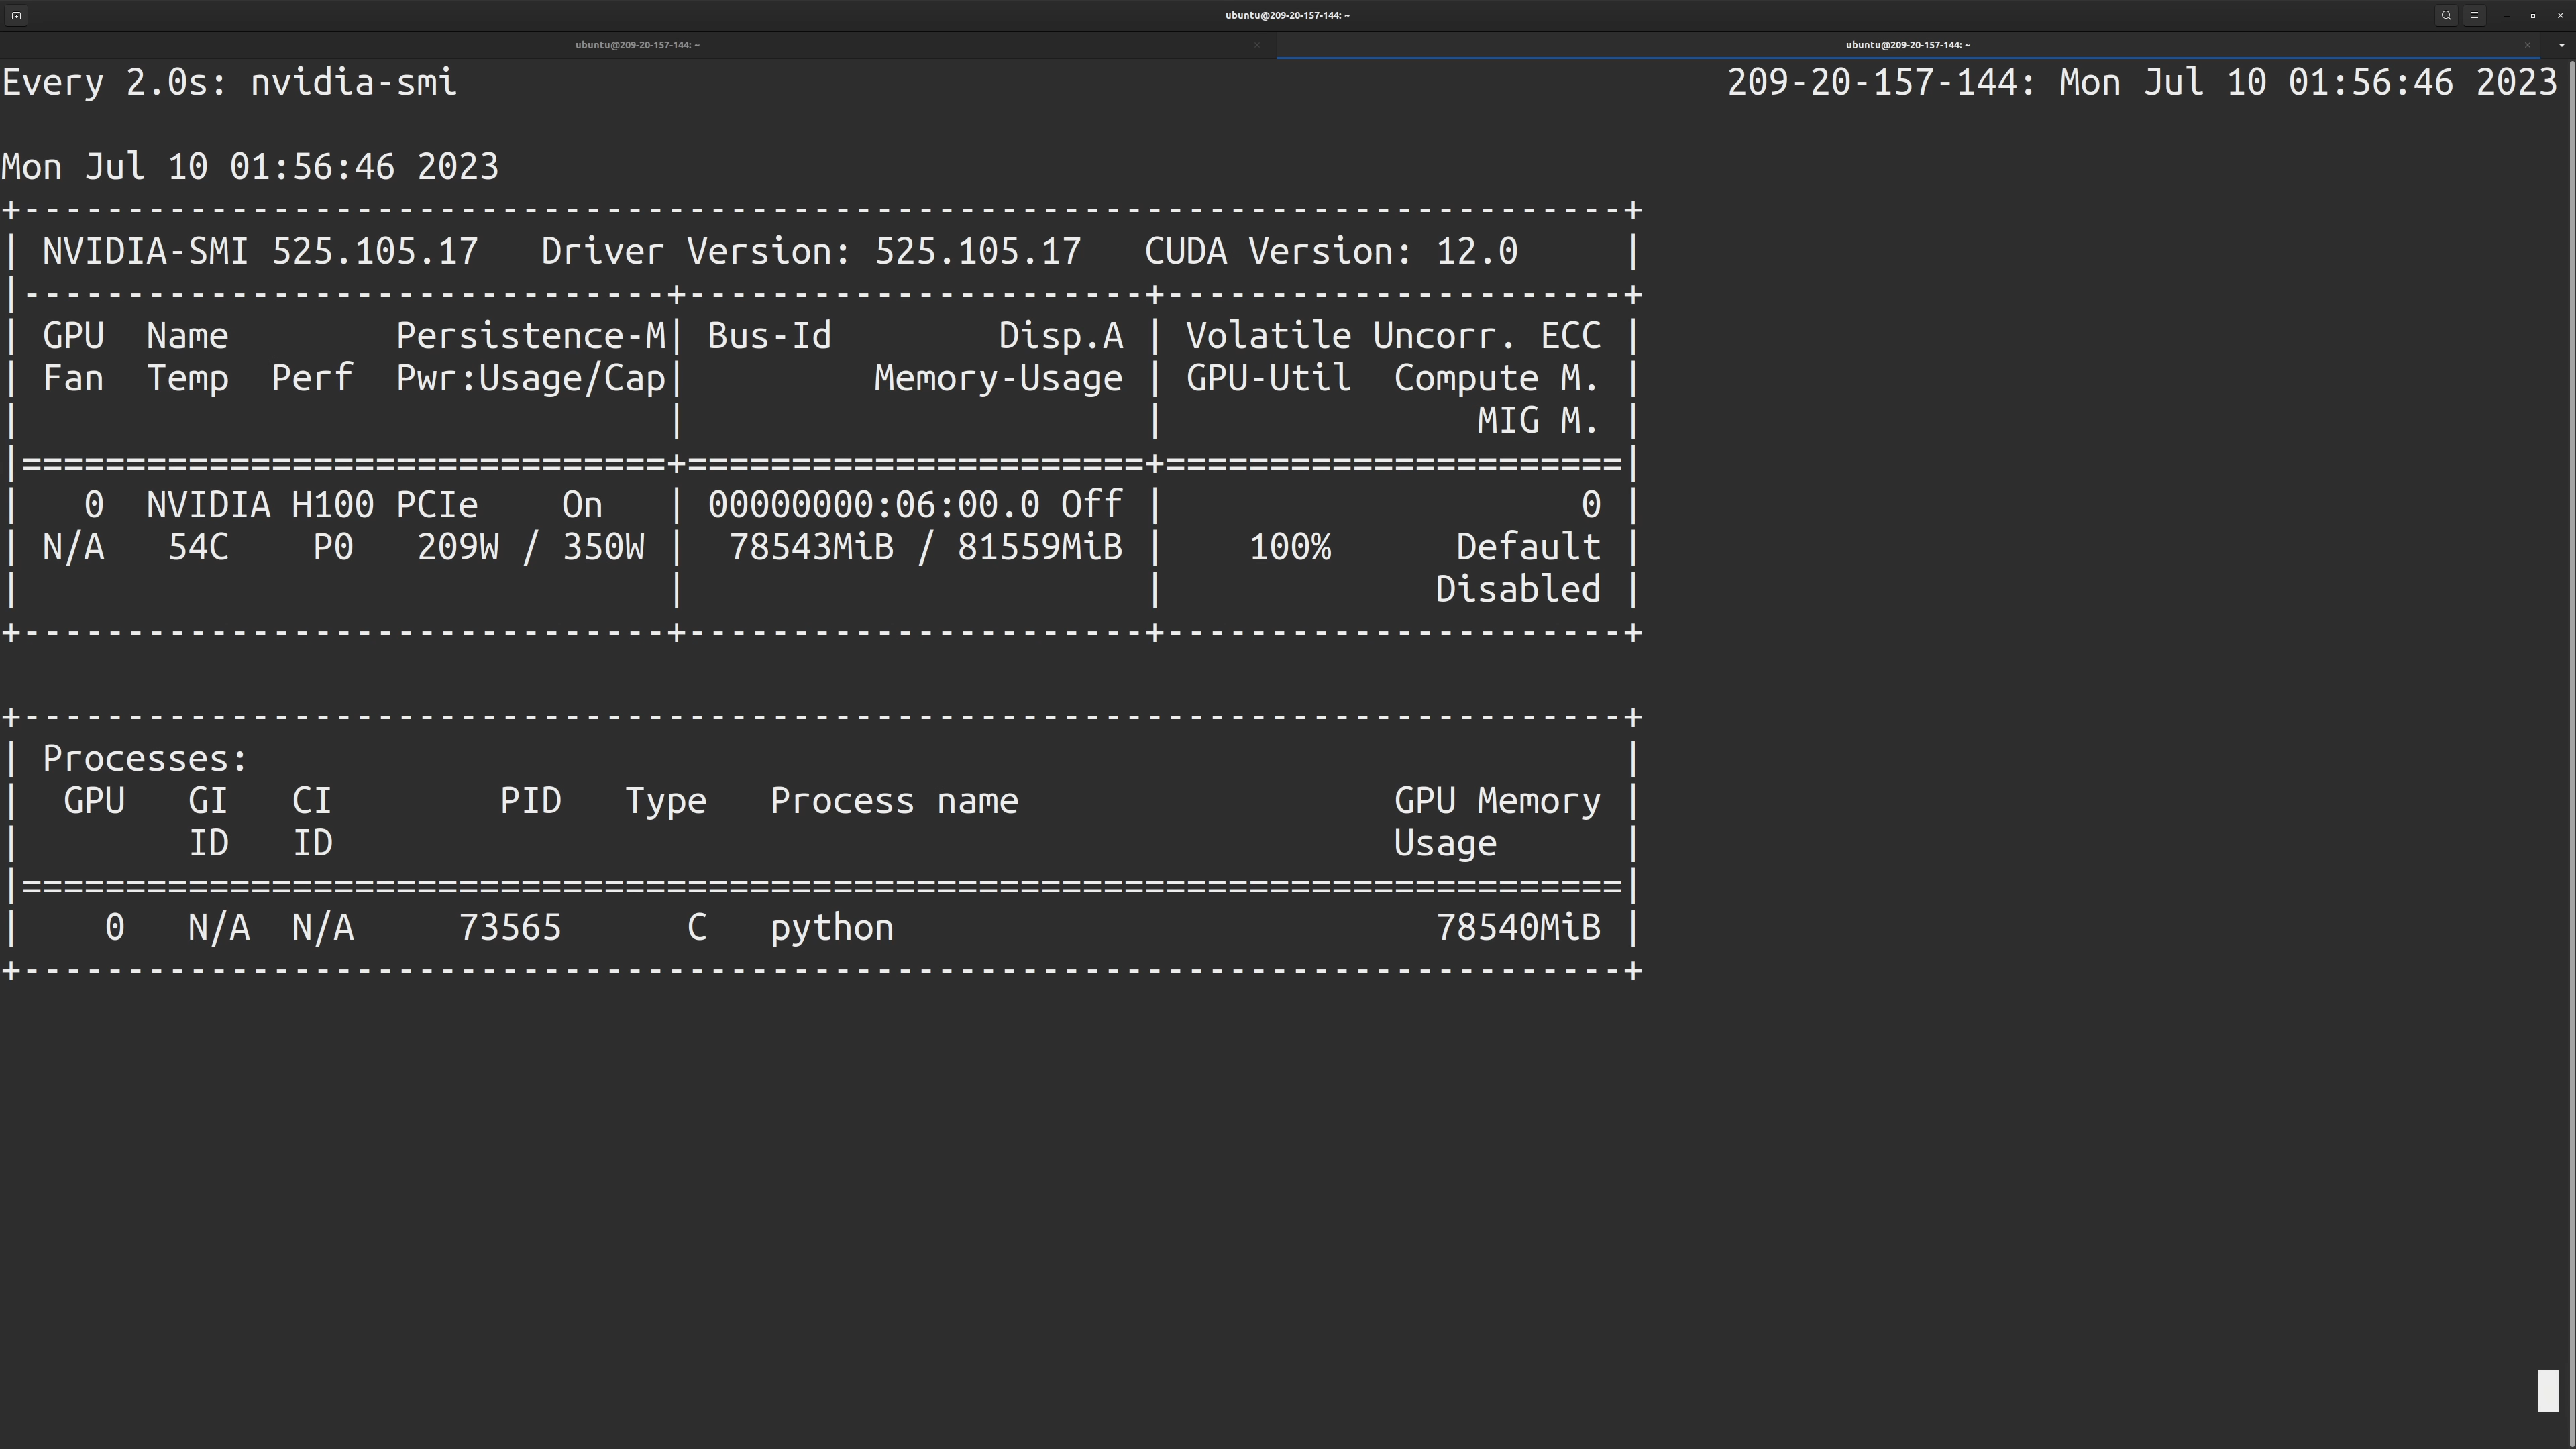 ubuntu@209-20-157-144: ~
ubuntu@209-20-157-144: ~ ubuntu@209-20-157-144: ~
Every 2.0s: nvidia-smi 209-20-157-144: Mon Jul 10 01:56:46 2023
Mon Jul 10 01:56:46 2023
+-----------------------------------------------------------------------------+
| NVIDIA-SMI 525.105.17   Driver Version: 525.105.17   CUDA Version: 12.0     |
|-------------------------------+----------------------+----------------------+
| GPU  Name        Persistence-M| Bus-Id        Disp.A | Volatile Uncorr. ECC |
| Fan  Temp  Perf  Pwr:Usage/Cap|         Memory-Usage | GPU-Util  Compute M. |
|                               |                      |               MIG M. |
|===============================+======================+======================|
|   0  NVIDIA H100 PCIe    On   | 00000000:06:00.0 Off |                    0 |
| N/A   54C    P0   209W / 350W |  78543MiB / 81559MiB |    100%      Default |
|                               |                      |             Disabled |
+-------------------------------+----------------------+----------------------+
+-----------------------------------------------------------------------------+
| Processes:                                                                  |
|  GPU   GI   CI        PID   Type   Process name                  GPU Memory |
|        ID   ID                                                   Usage      |
|=============================================================================|
|    0   N/A  N/A     73565      C   python                          78540MiB |
+-----------------------------------------------------------------------------+